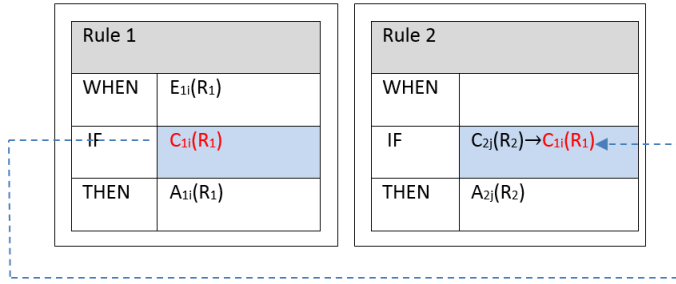 Rule 1
WHEN E₁ᵢ(R₁)
IF C₁ᵢ(R₁)
THEN A₁ᵢ(R₁)
Rule 2
WHEN
IF C₂ⱼ(R₂)→C₁ᵢ(R₁)
THEN A₂ⱼ(R₂)